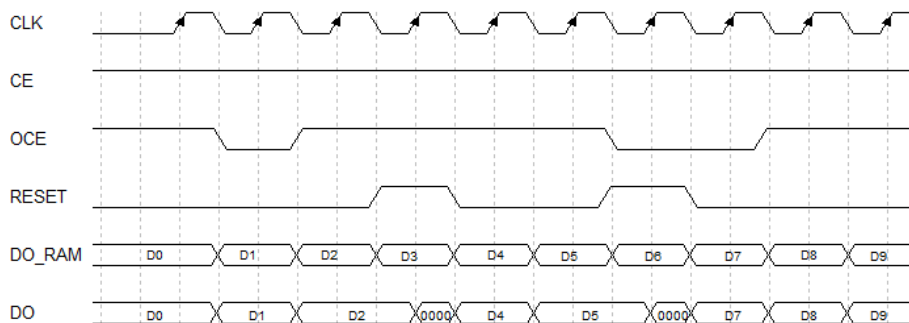 CLK
CE
OCE
RESET
DO_RAM D0 D1 D2 D3 D4 D5 D6 D7 D8 D9
DO D0 D1 D2 0000 D4 D5 0000 D7 D8 D9